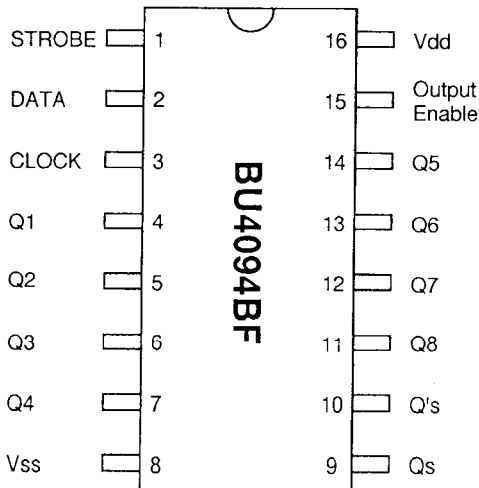 STROBE 1 16 Vdd
DATA 2 15 Output Enable
CLOCK 3 14 Q5
Q1 4 13 Q6
Q2 5 12 Q7
Q3 6 11 Q8
Q4 7 10 Q's
Vss 8 9 Qs
BU4094BF